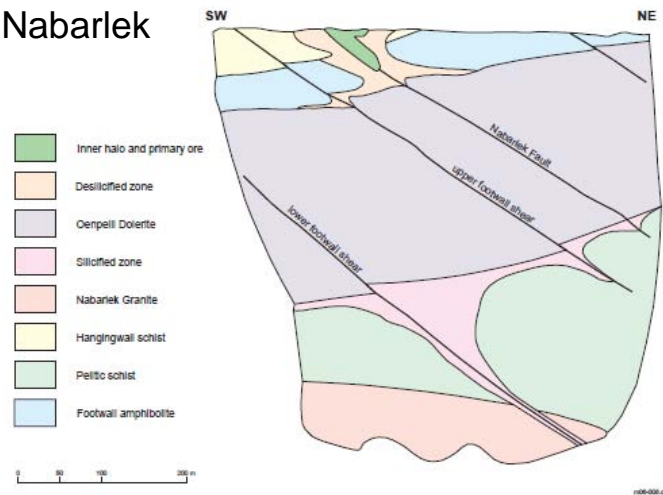 Nabarlek
SW
NE
Nabarlek Fault
upper footwall shear
lower footwall shear
Inner halo and primary ore
Desilicified zone
Oenpelli Dolerite
Silicified zone
Nabarlek Granite
Hangingwall schist
Pelitic schist
Footwall amphibolite
0 50 100 200 m